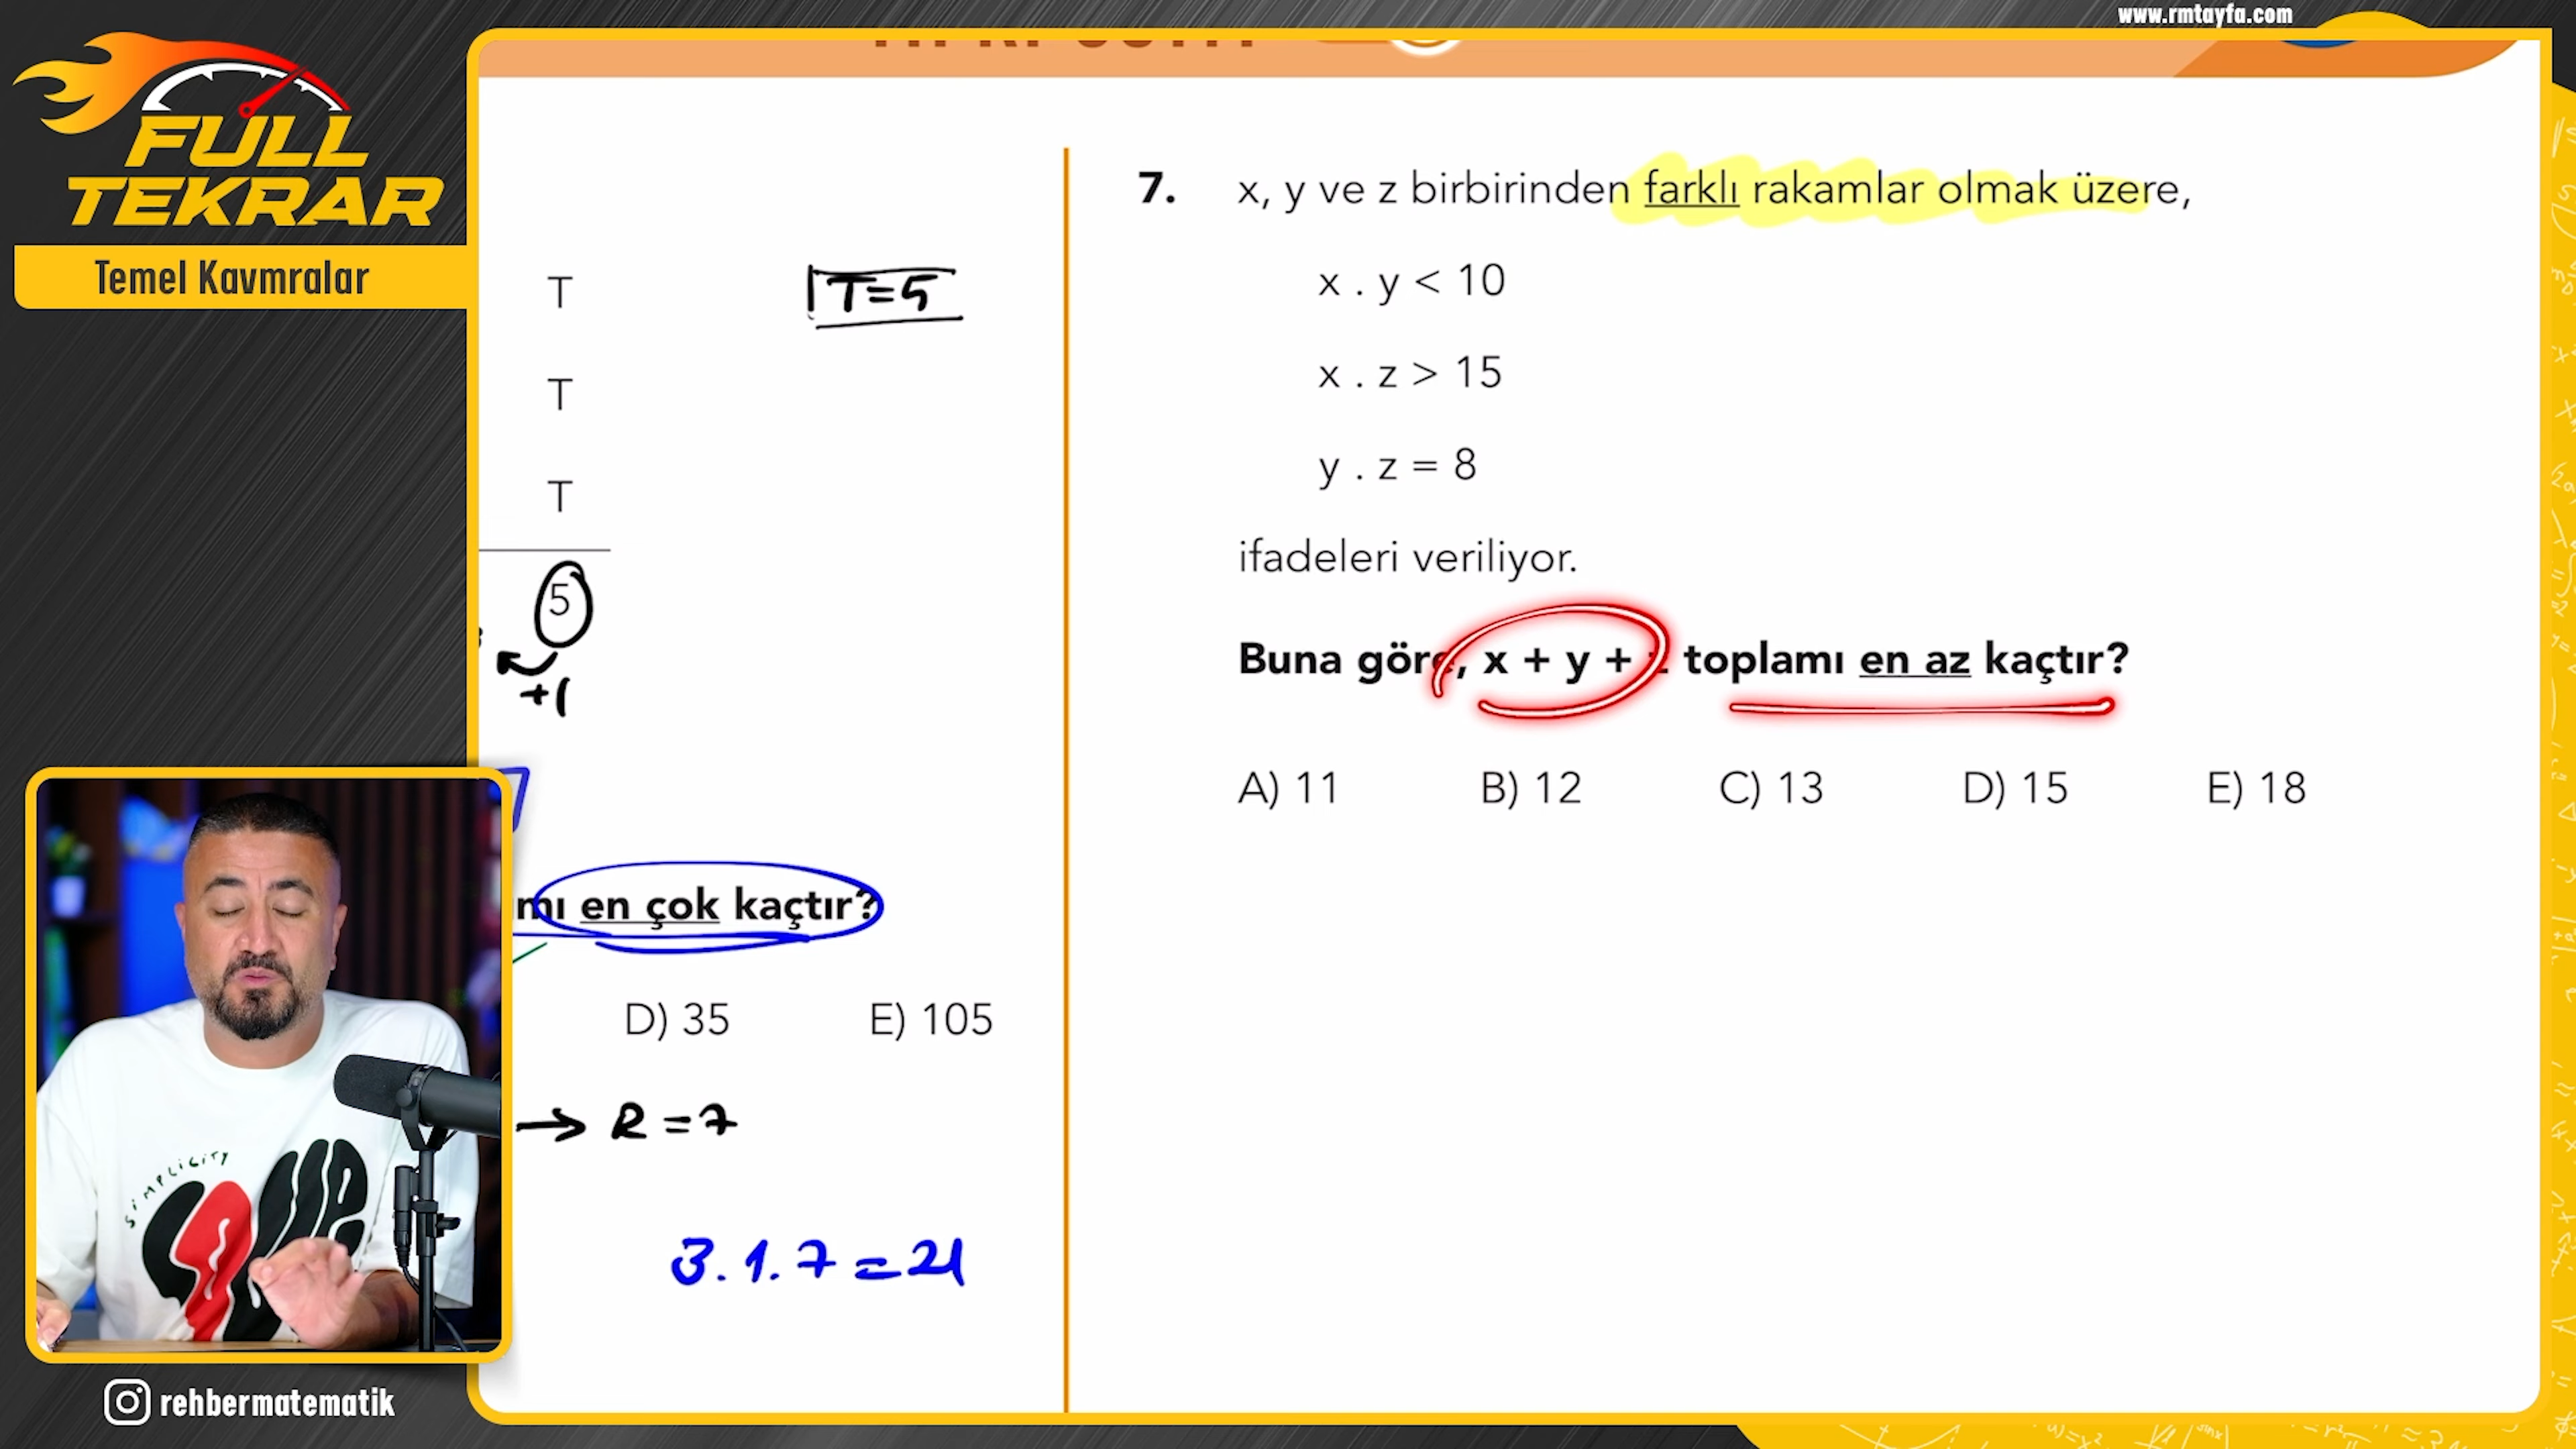 www.rmtayfa.com
FULL
TEKRAR
Temel Kavmralar
T
T
T
5
+1
T=5
mı en çok kaçtır?
D) 35 E) 105
→ R = 7
3.1.7 = 21
7. x, y ve z birbirinden farklı rakamlar olmak üzere,
x . y < 10
x . z > 15
y . z = 8
ifadeleri veriliyor.
Buna göre, x + y + z toplamı en az kaçtır?
A) 11 B) 12 C) 13 D) 15 E) 18
SIMPLICITY
rehbermatematik